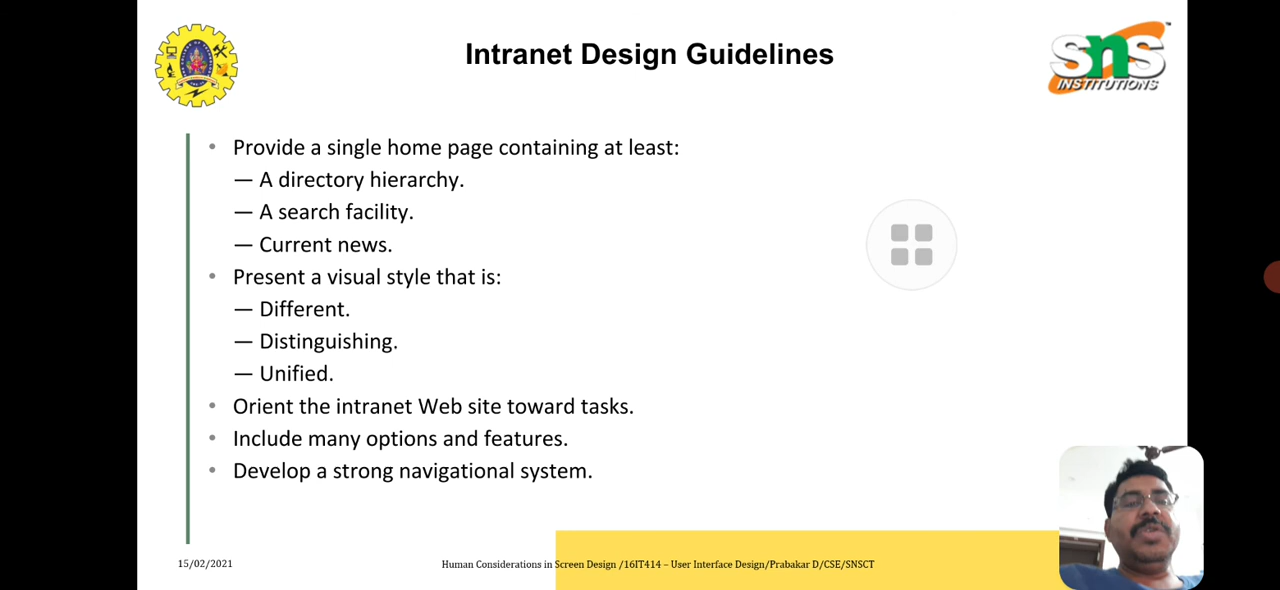 Intranet Design Guidelines
SNS
INSTITUTIONS
TM
• Provide a single home page containing at least:
— A directory hierarchy.
— A search facility.
— Current news.
• Present a visual style that is:
— Different.
— Distinguishing.
— Unified.
• Orient the intranet Web site toward tasks.
• Include many options and features.
• Develop a strong navigational system.
15/02/2021
Human Considerations in Screen Design /16IT414 – User Interface Design/Prabakar D/CSE/SNSCT